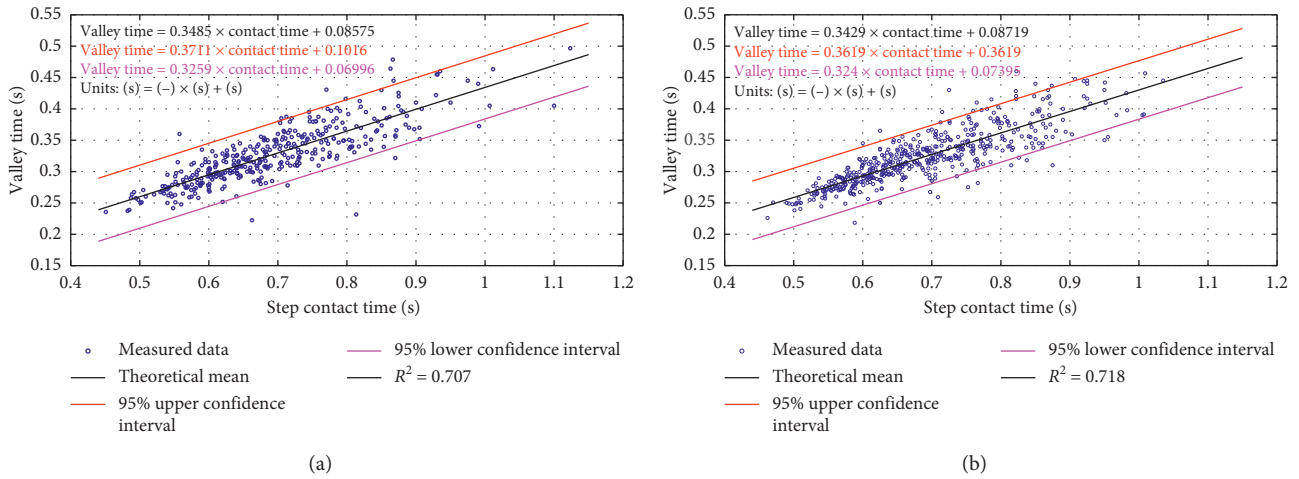 0.55
0.5
0.45
0.4
0.35
0.3
0.25
0.2
0.15
Valley time (s)
Valley time = 0.3485 × contact time + 0.08575
Valley time = 0.3711 × contact time + 0.1016
Valley time = 0.3259 × contact time + 0.06996
Units: (s) = (–) × (s) + (s)
0.4 0.5 0.6 0.7 0.8 0.9 1 1.1 1.2
Step contact time (s)
Measured data
Theoretical mean
95% upper confidence
interval
95% lower confidence interval
R² = 0.707
(a)
0.55
0.5
0.45
0.4
0.35
0.3
0.25
0.2
0.15
Valley time (s)
Valley time = 0.3429 × contact time + 0.08719
Valley time = 0.3619 × contact time + 0.3619
Valley time = 0.324 × contact time + 0.07395
Units: (s) = (–) × (s) + (s)
0.4 0.5 0.6 0.7 0.8 0.9 1 1.1 1.2
Step contact time (s)
Measured data
Theoretical mean
95% upper confidence
interval
95% lower confidence interval
R² = 0.718
(b)